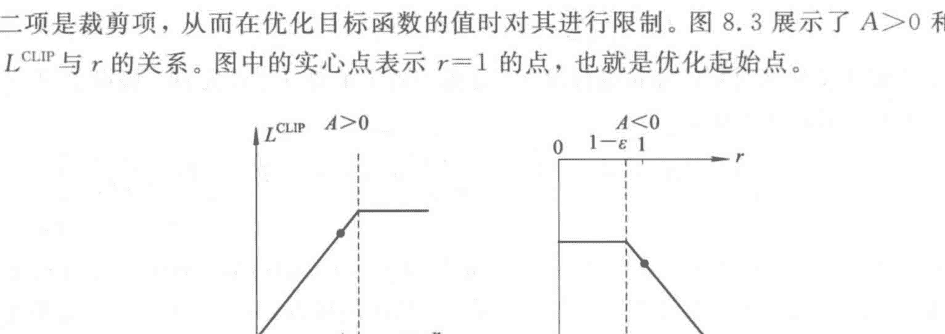 二项是裁剪项，从而在优化目标函数的值时对其进行限制。图 8.3 展示了 A>0 和
L^CLIP 与 r 的关系。图中的实心点表示 r=1 的点，也就是优化起始点。
L^CLIP A>0
A<0
0 1-ε 1
r